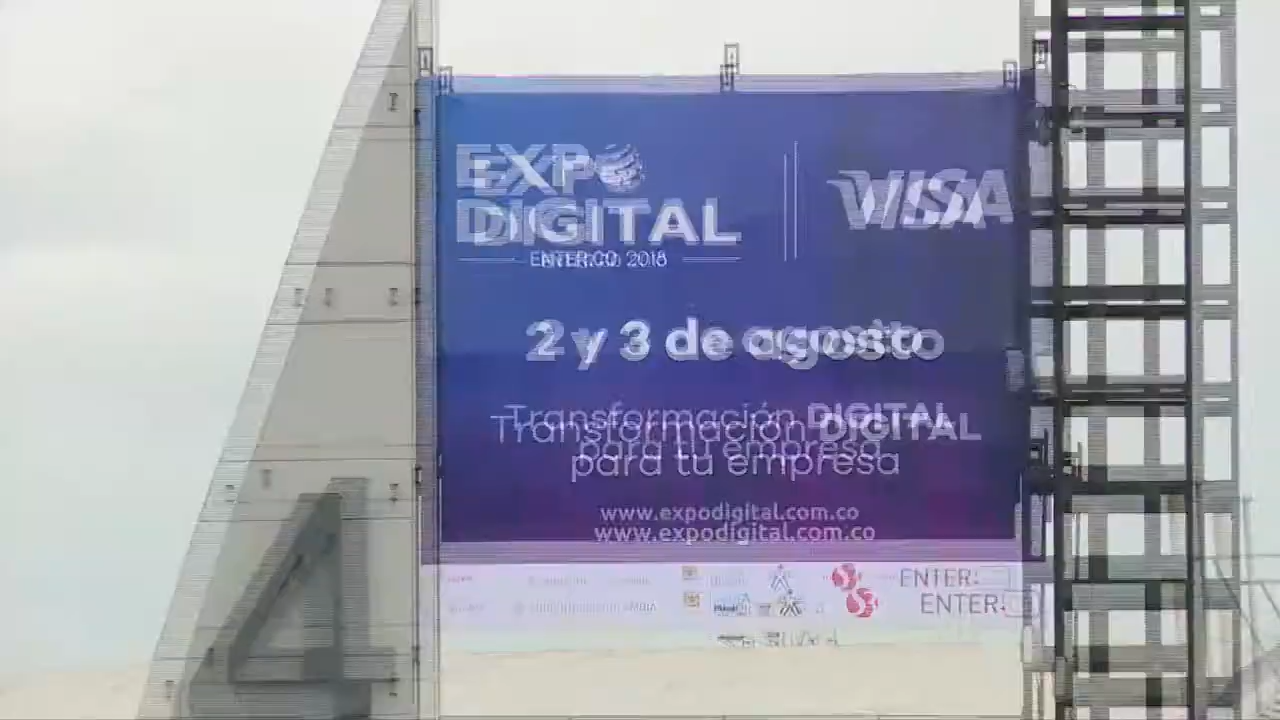 EXPO
DIGITAL
VISA
ENTER.CO 2018
2 y 3 de agosto
Transformación DIGITAL
para tu empresa
www.expodigital.com.co
ENTER
4